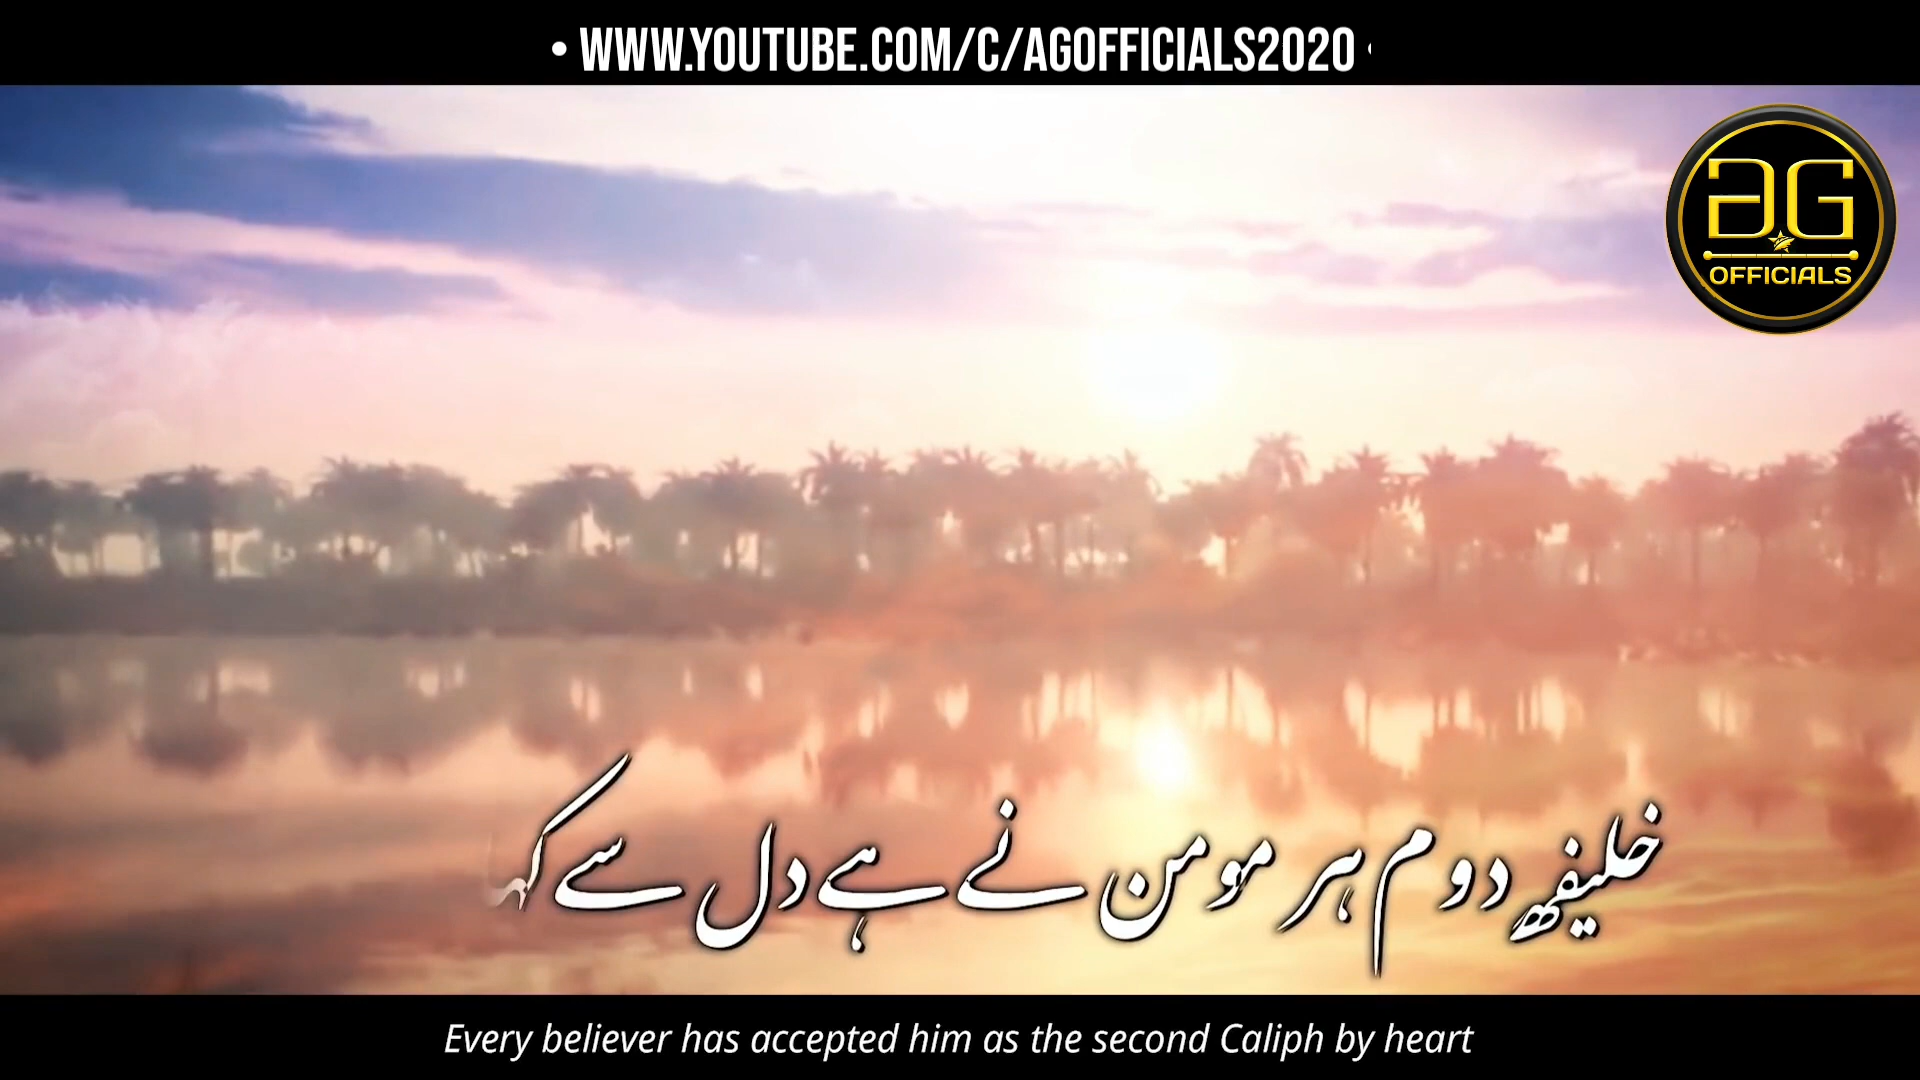 • WWW.YOUTUBE.COM/C/AGOFFICIALS2020
AG
OFFICIALS
خلیفہ دوم ہر مومن نے ہے دل سے کہا
Every believer has accepted him as the second Caliph by heart